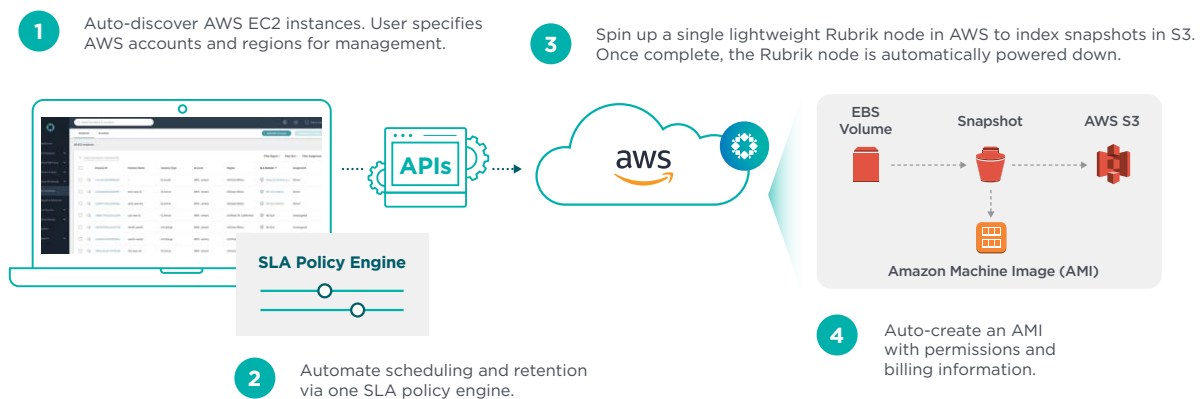 1
Auto-discover AWS EC2 instances. User specifies
AWS accounts and regions for management.
3
Spin up a single lightweight Rubrik node in AWS to index snapshots in S3.
Once complete, the Rubrik node is automatically powered down.
APIs
aws
EBS
Volume
Snapshot
AWS S3
Amazon Machine Image (AMI)
SLA Policy Engine
2
Automate scheduling and retention
via one SLA policy engine.
4
Auto-create an AMI
with permissions and
billing information.